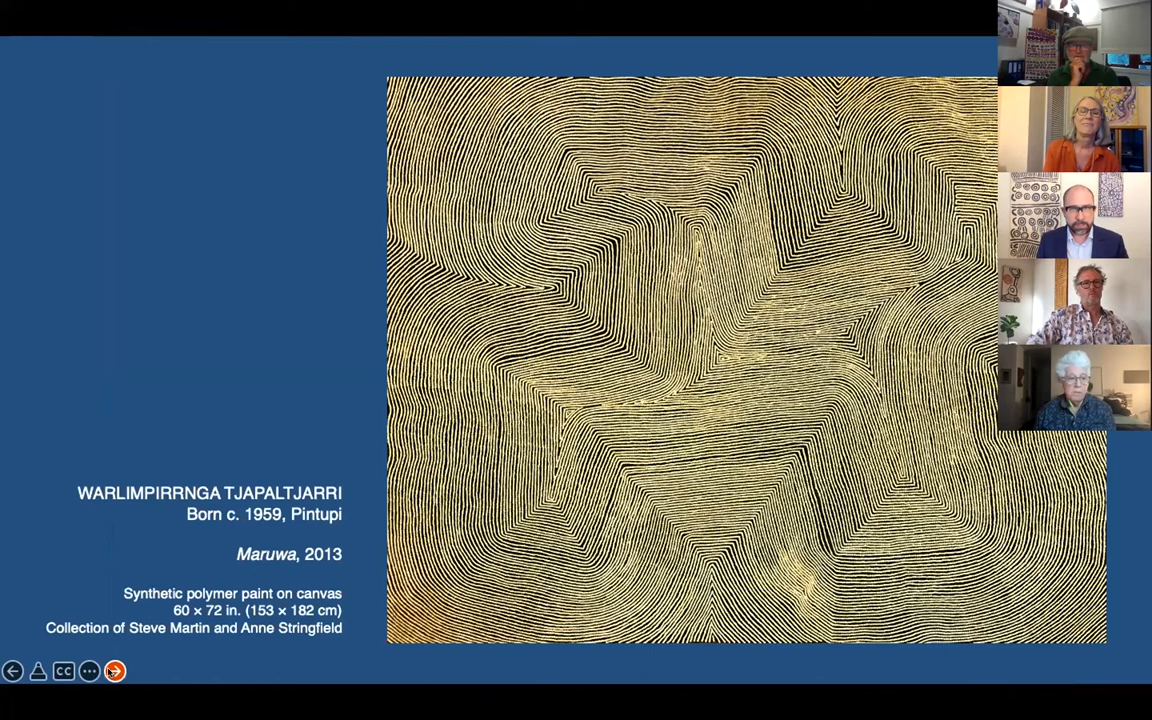 WARLIMPIRRNGA TJAPALTJARRI
Born c. 1959, Pintupi
Maruwa, 2013
Synthetic polymer paint on canvas
60 × 72 in. (153 × 182 cm)
Collection of Steve Martin and Anne Stringfield
CC